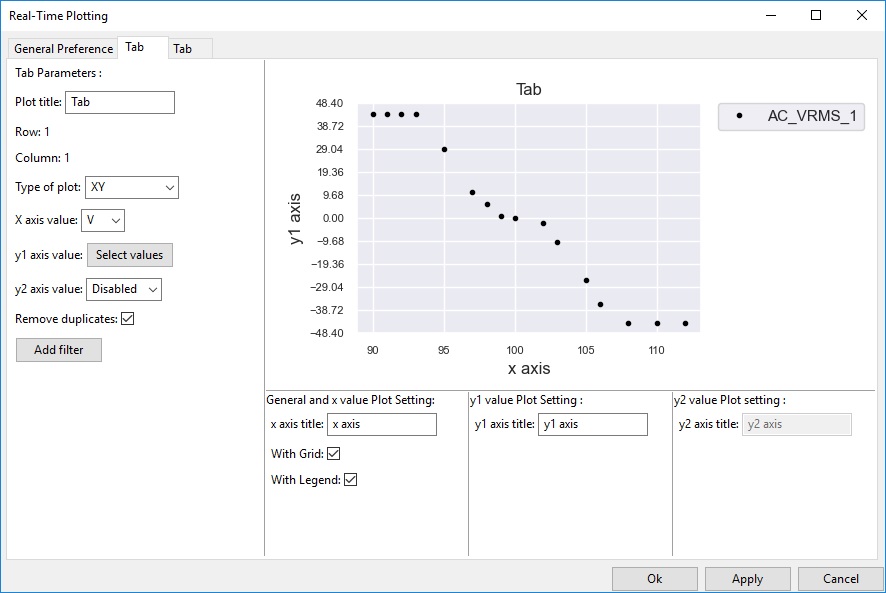 Real-Time Plotting
General Preference Tab Tab
Tab Parameters :
Plot title: Tab
Row: 1
Column: 1
Type of plot: XY
X axis value: V
y1 axis value: Select values
y2 axis value: Disabled
Remove duplicates:
Add filter
Tab
48.40
38.72
29.04
19.36
9.68
0.00
−9.68
−19.36
−29.04
−38.72
−48.40
y1 axis
90 95 100 105 110
x axis
AC_VRMS_1
General and x value Plot Setting:
x axis title: x axis
With Grid:
With Legend:
y1 value Plot Setting :
y1 axis title: y1 axis
y2 value Plot setting :
y2 axis title: y2 axis
Ok Apply Cancel